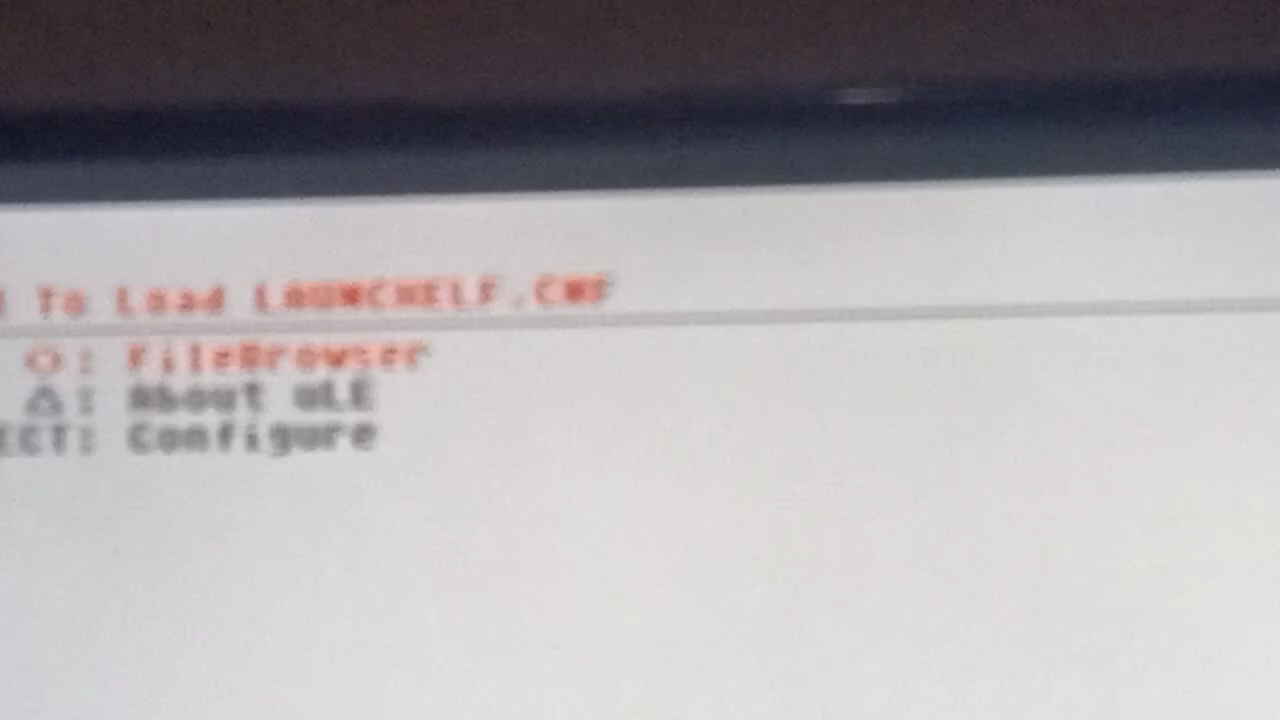 To Load LAUNCHELF.CNF
○: FileBrowser
△: About uLE
ECT: Configure